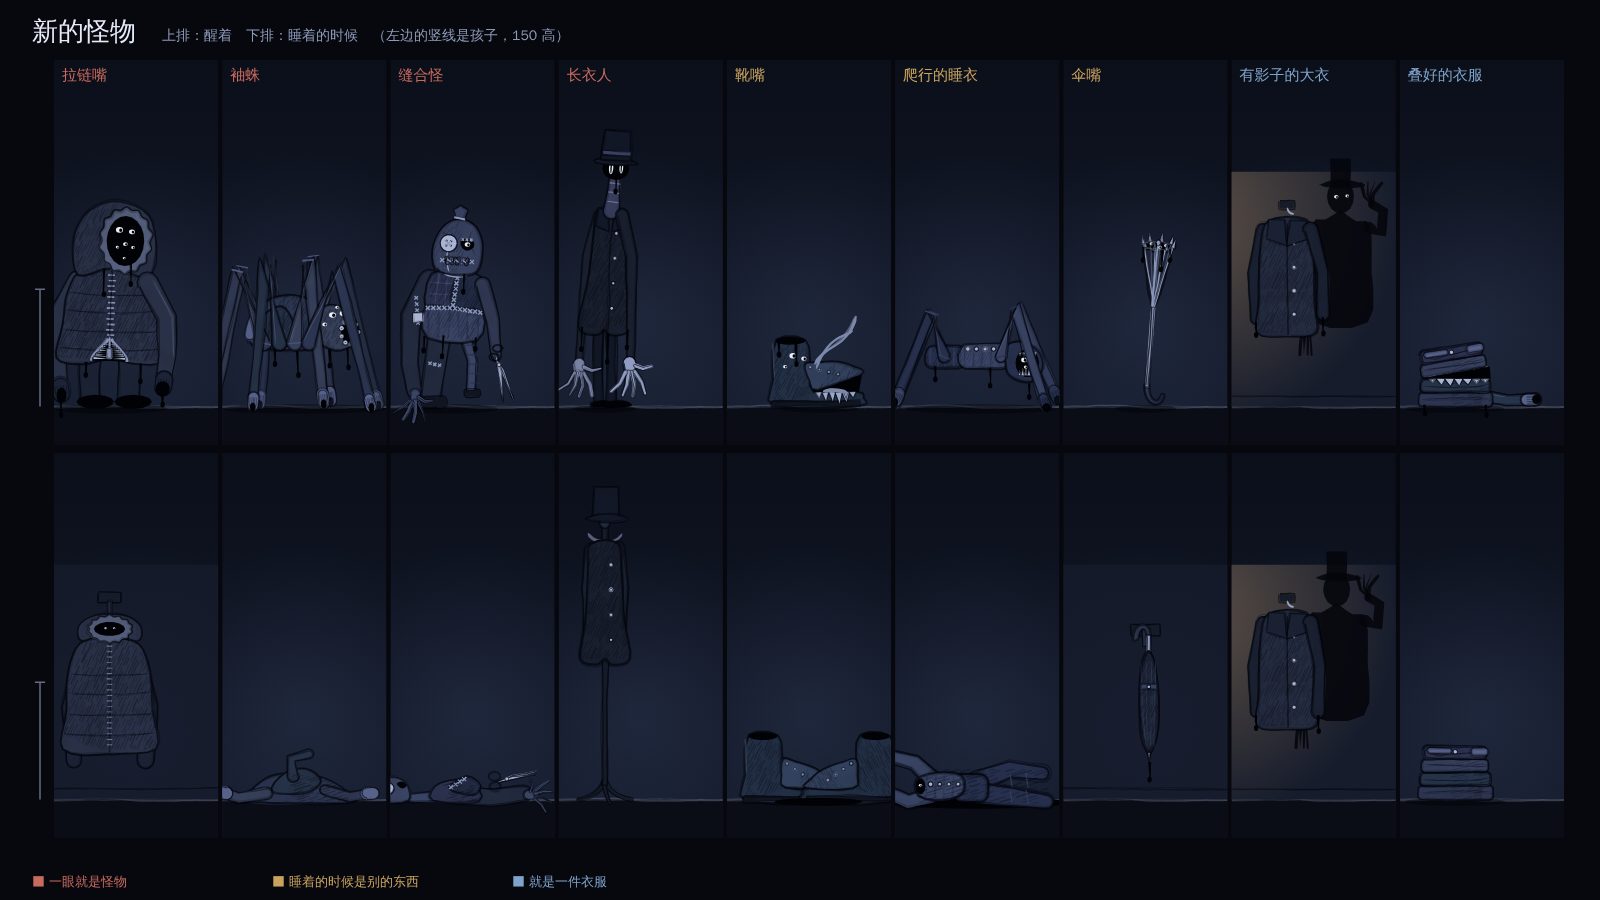 新的怪物 上排：醒着 下排：睡着的时候 （左边的竖线是孩子，150 高）
拉链嘴 袖蛛 缝合怪 长衣人 靴嘴 爬行的睡衣 伞嘴 有影子的大衣 叠好的衣服
一眼就是怪物 睡着的时候是别的东西 就是一件衣服